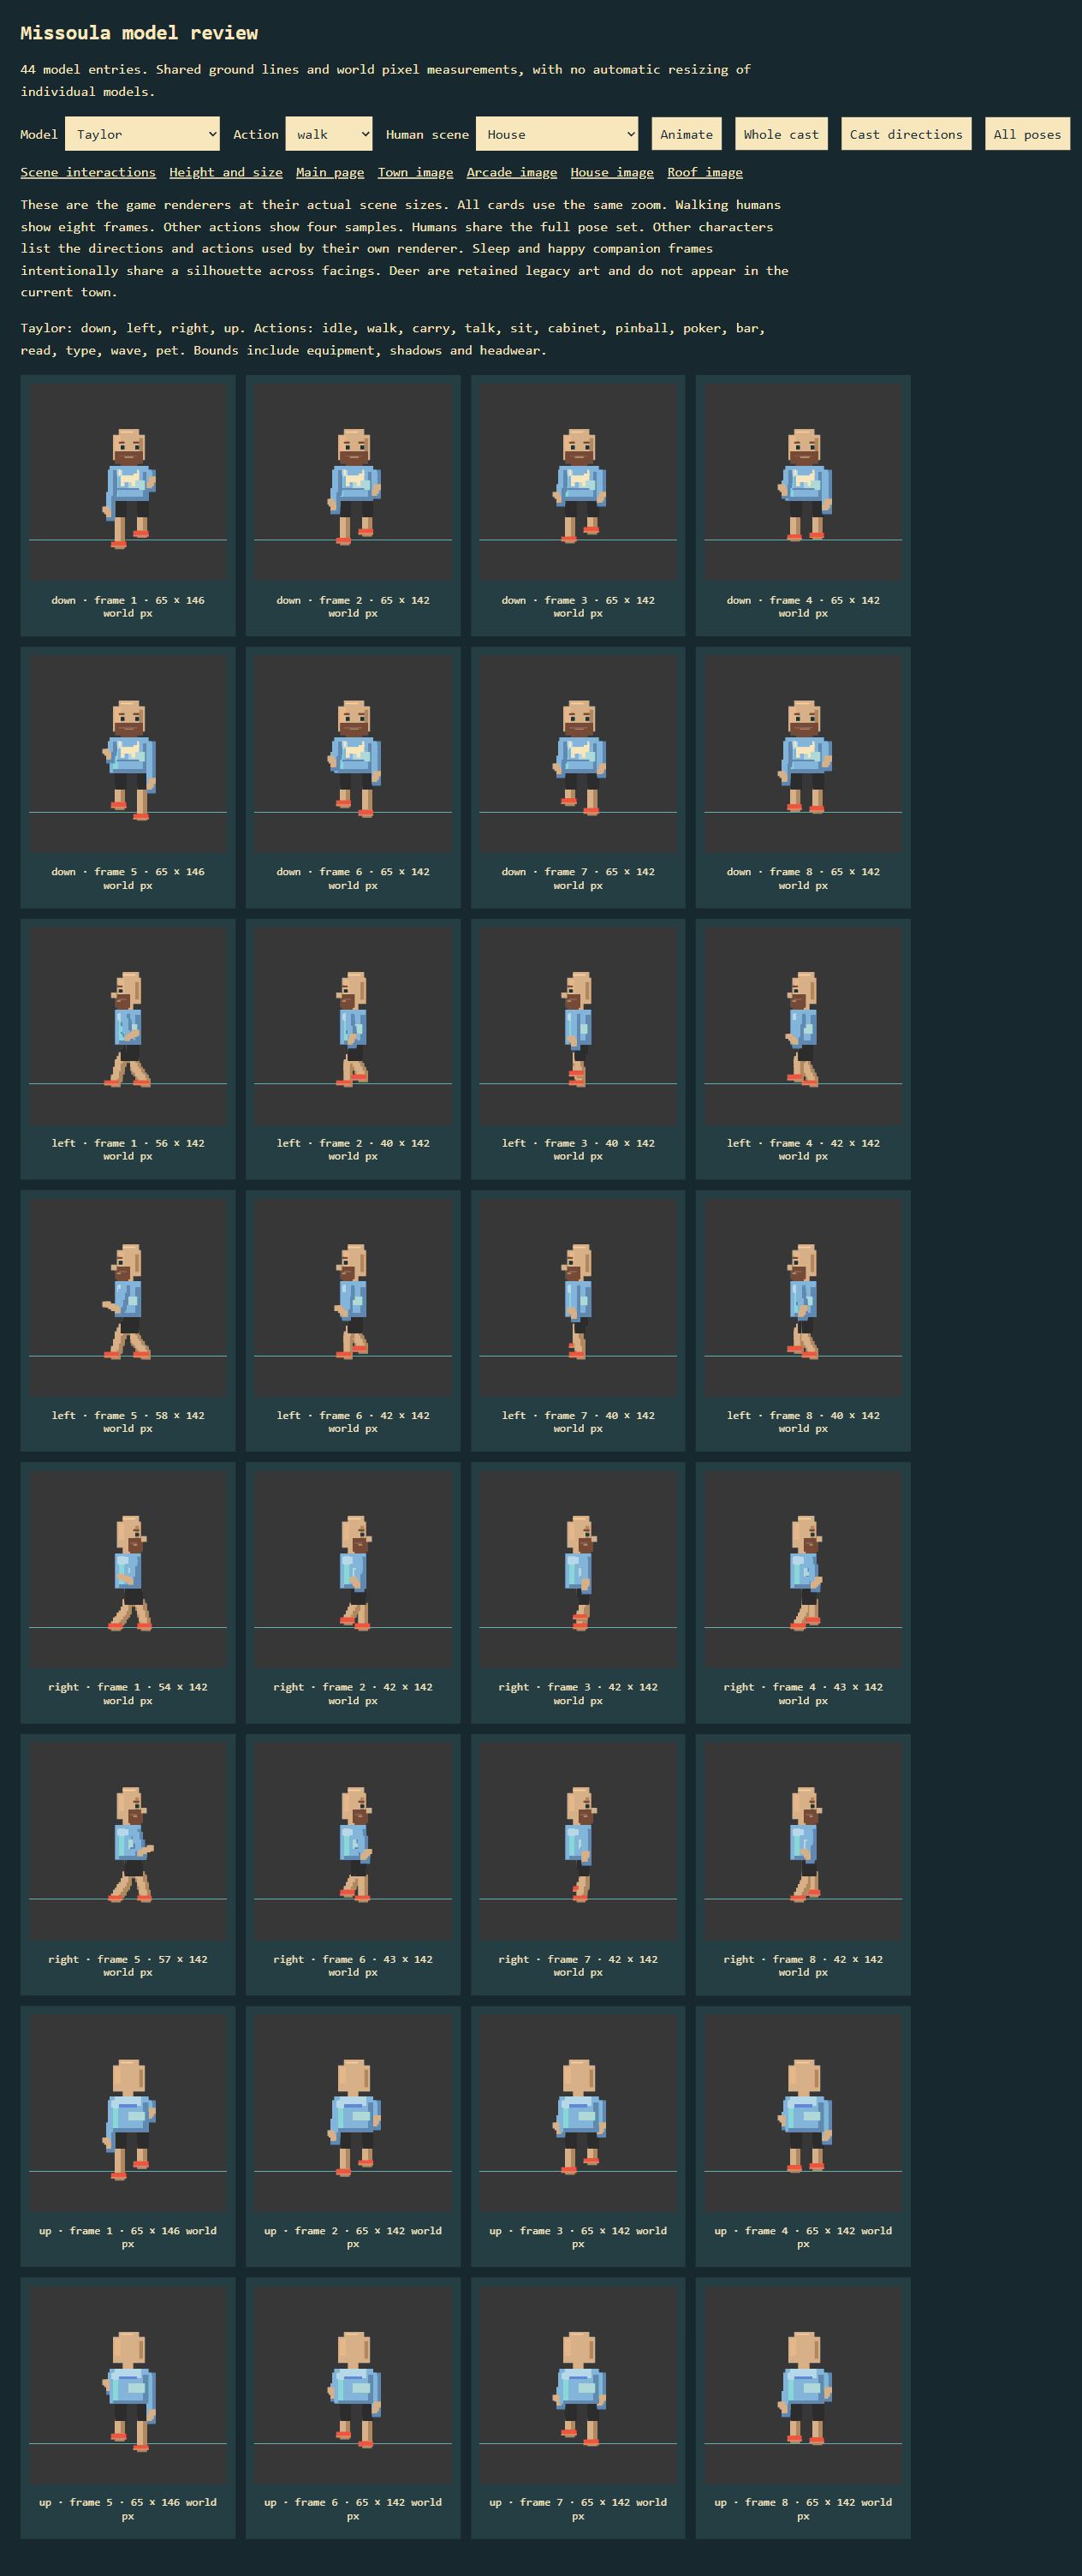 Missoula model review
44 model entries. Shared ground lines and world pixel measurements, with no automatic resizing of
individual models.
Model Taylor Action walk Human scene House Animate Whole cast Cast directions All poses
Scene interactions Height and size Main page Town image Arcade image House image Roof image
These are the game renderers at their actual scene sizes. All cards use the same zoom. Walking humans
show eight frames. Other actions show four samples. Humans share the full pose set. Other characters
list the directions and actions used by their own renderer. Sleep and happy companion frames
intentionally share a silhouette across facings. Deer are retained legacy art and do not appear in the
current town.
Taylor: down, left, right, up. Actions: idle, walk, carry, talk, sit, cabinet, pinball, poker, bar,
read, type, wave, pet. Bounds include equipment, shadows and headwear.
down · frame 1 · 65 × 146
world px
down · frame 2 · 65 × 142
world px
down · frame 3 · 65 × 142
world px
down · frame 4 · 65 × 142
world px
down · frame 5 · 65 × 146
world px
down · frame 6 · 65 × 142
world px
down · frame 7 · 65 × 142
world px
down · frame 8 · 65 × 142
world px
left · frame 1 · 56 × 142
world px
left · frame 2 · 40 × 142
world px
left · frame 3 · 40 × 142
world px
left · frame 4 · 42 × 142
world px
left · frame 5 · 58 × 142
world px
left · frame 6 · 42 × 142
world px
left · frame 7 · 40 × 142
world px
left · frame 8 · 40 × 142
world px
right · frame 1 · 54 × 142
world px
right · frame 2 · 42 × 142
world px
right · frame 3 · 42 × 142
world px
right · frame 4 · 43 × 142
world px
right · frame 5 · 57 × 142
world px
right · frame 6 · 43 × 142
world px
right · frame 7 · 42 × 142
world px
right · frame 8 · 42 × 142
world px
up · frame 1 · 65 × 146 world
px
up · frame 2 · 65 × 142 world
px
up · frame 3 · 65 × 142 world
px
up · frame 4 · 65 × 142 world
px
up · frame 5 · 65 × 146 world
px
up · frame 6 · 65 × 142 world
px
up · frame 7 · 65 × 142 world
px
up · frame 8 · 65 × 142 world
px